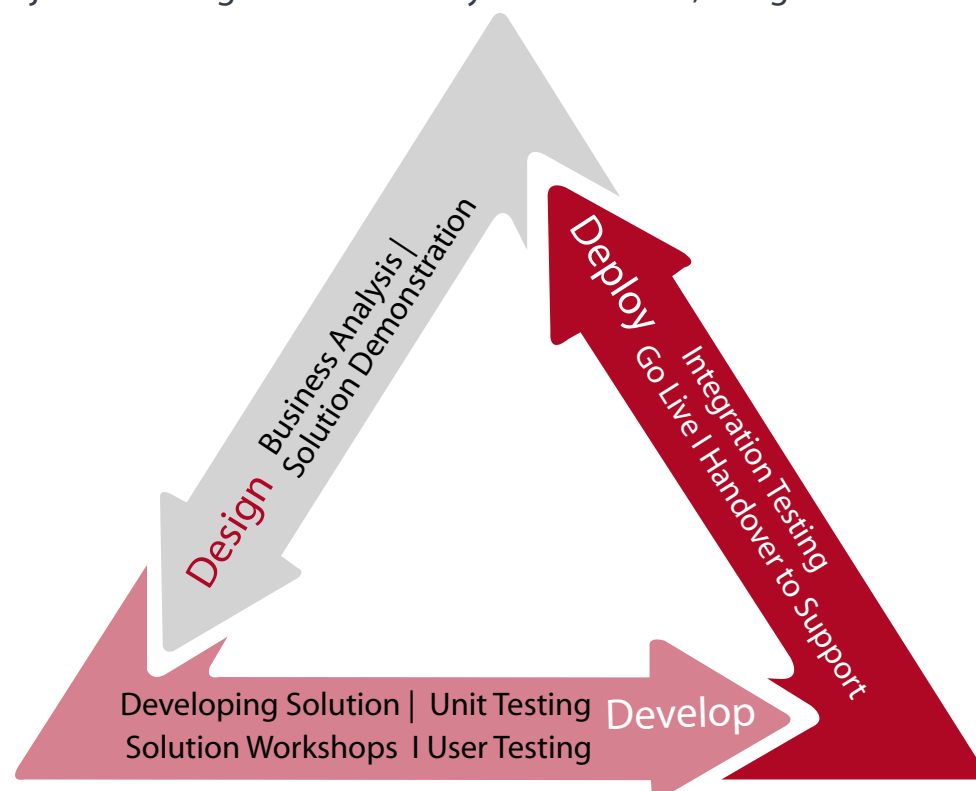 Design
Business Analysis |
Solution Demonstration
Developing Solution | Unit Testing
Solution Workshops I User Testing
Develop
Deploy
Integration Testing
Go Live I Handover to Support